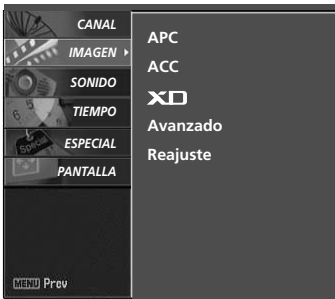 CANAL
IMAGEN
SONIDO
TIEMPO
ESPECIAL
PANTALLA
MENU Prev
APC
ACC
XD
Avanzado
Reajuste